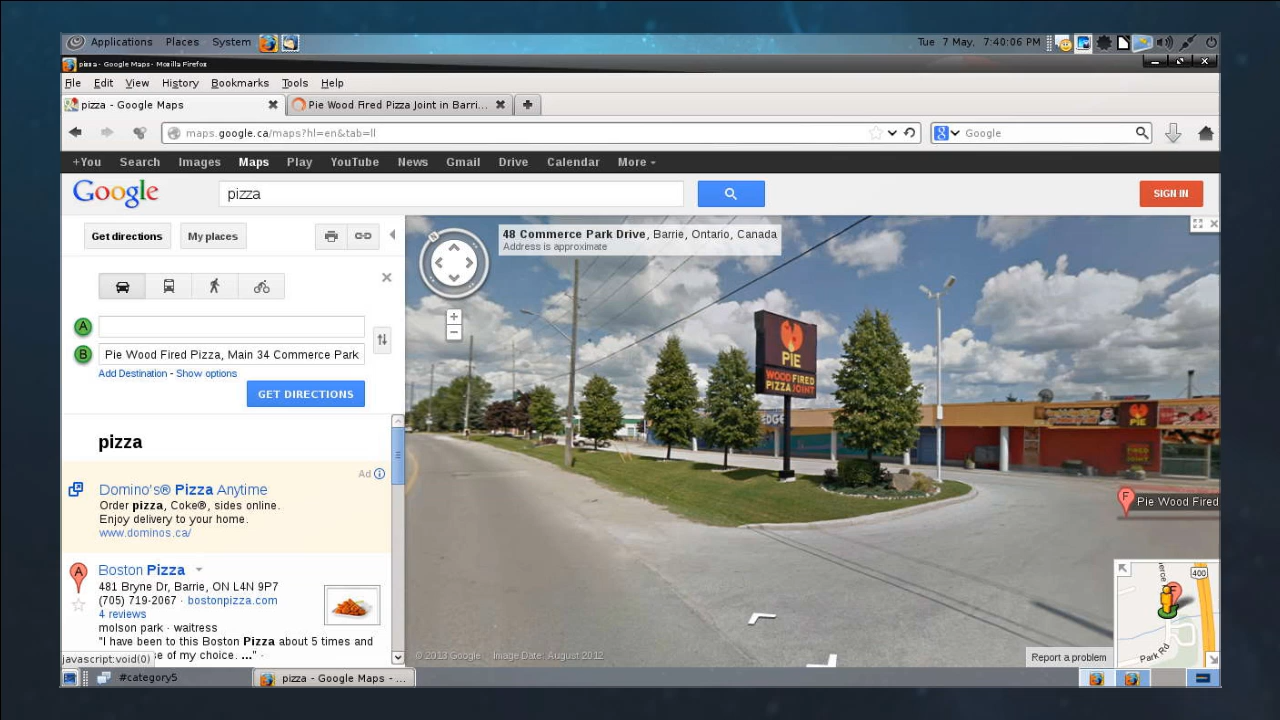 Applications Places System
Tue 7 May, 7:40:06 PM
pizza - Google Maps - Mozilla Firefox
File Edit View History Bookmarks Tools Help
pizza - Google Maps
Pie Wood Fired Pizza Joint in Barri...
maps.google.ca/maps?hl=en&tab=ll
Google
+You Search Images Maps Play YouTube News Gmail Drive Calendar More
Google
pizza
SIGN IN
Get directions
My places
A
B Pie Wood Fired Pizza, Main 34 Commerce Park
Add Destination - Show options
GET DIRECTIONS
pizza
Ad
Domino's® Pizza Anytime
Order pizza, Coke®, sides online.
Enjoy delivery to your home.
www.dominos.ca/
A
Boston Pizza
481 Bryne Dr, Barrie, ON L4N 9P7
(705) 719-2067 · bostonpizza.com
4 reviews
molson park · waitress
"I have been to this Boston Pizza about 5 times and
se of my choice. ..." ·
javascript:void(0)
48 Commerce Park Drive, Barrie, Ontario, Canada
Address is approximate
PIE
WOOD FIRED
PIZZA JOINT
EDGE
PIE
F Pie Wood Fired
400
Park Rd
© 2013 Google
Image Date: August 2012
Report a problem
#category5
pizza - Google Maps - ...